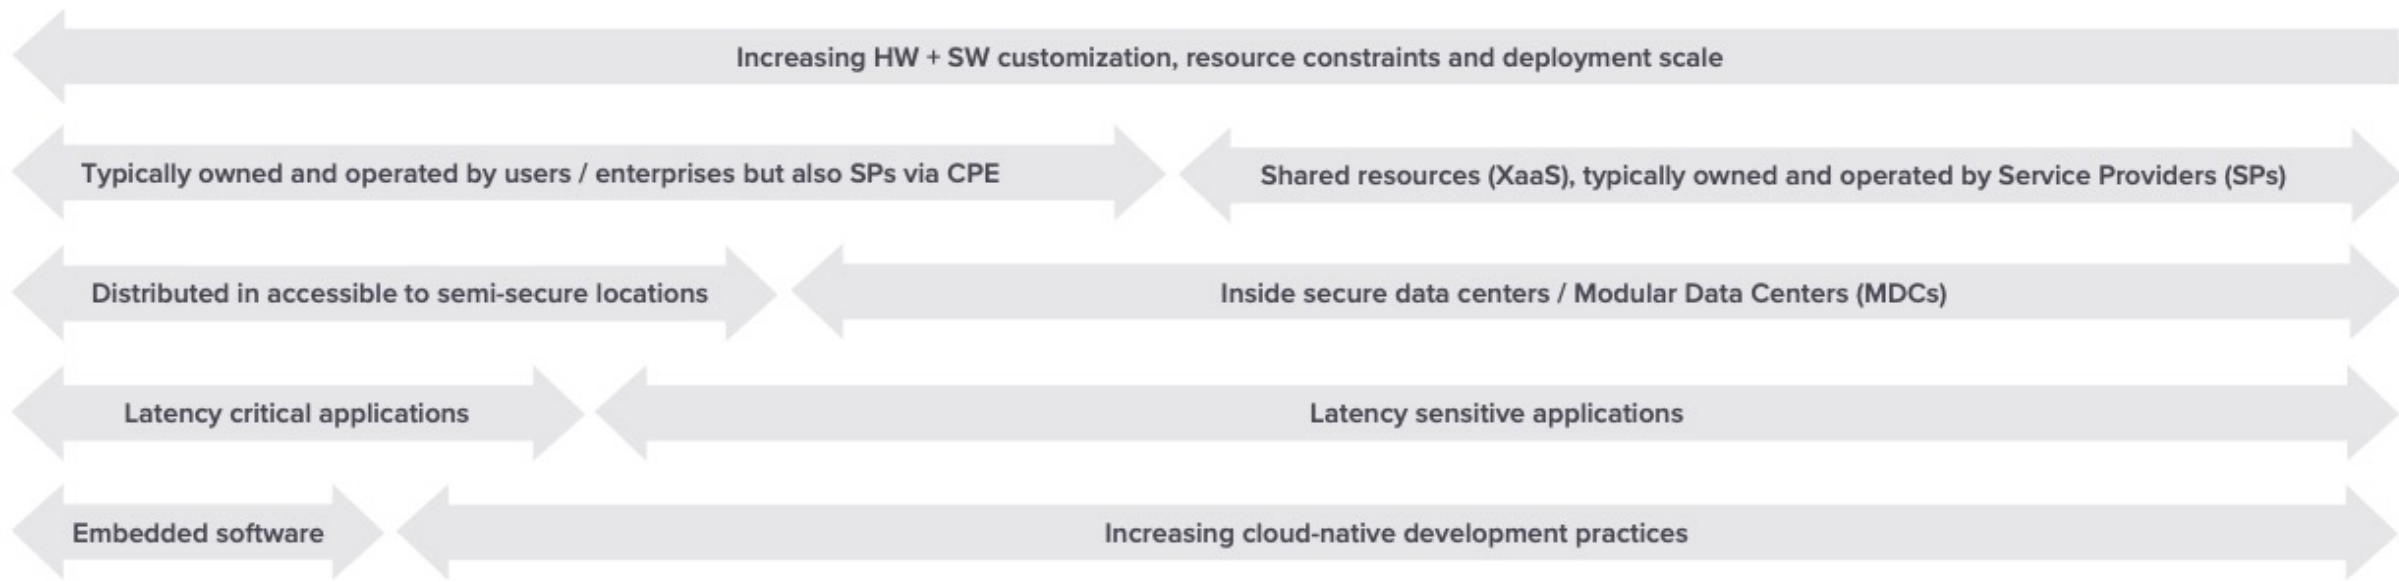 Increasing HW + SW customization, resource constraints and deployment scale
Typically owned and operated by users / enterprises but also SPs via CPE
Shared resources (XaaS), typically owned and operated by Service Providers (SPs)
Distributed in accessible to semi-secure locations
Inside secure data centers / Modular Data Centers (MDCs)
Latency critical applications
Latency sensitive applications
Embedded software
Increasing cloud-native development practices